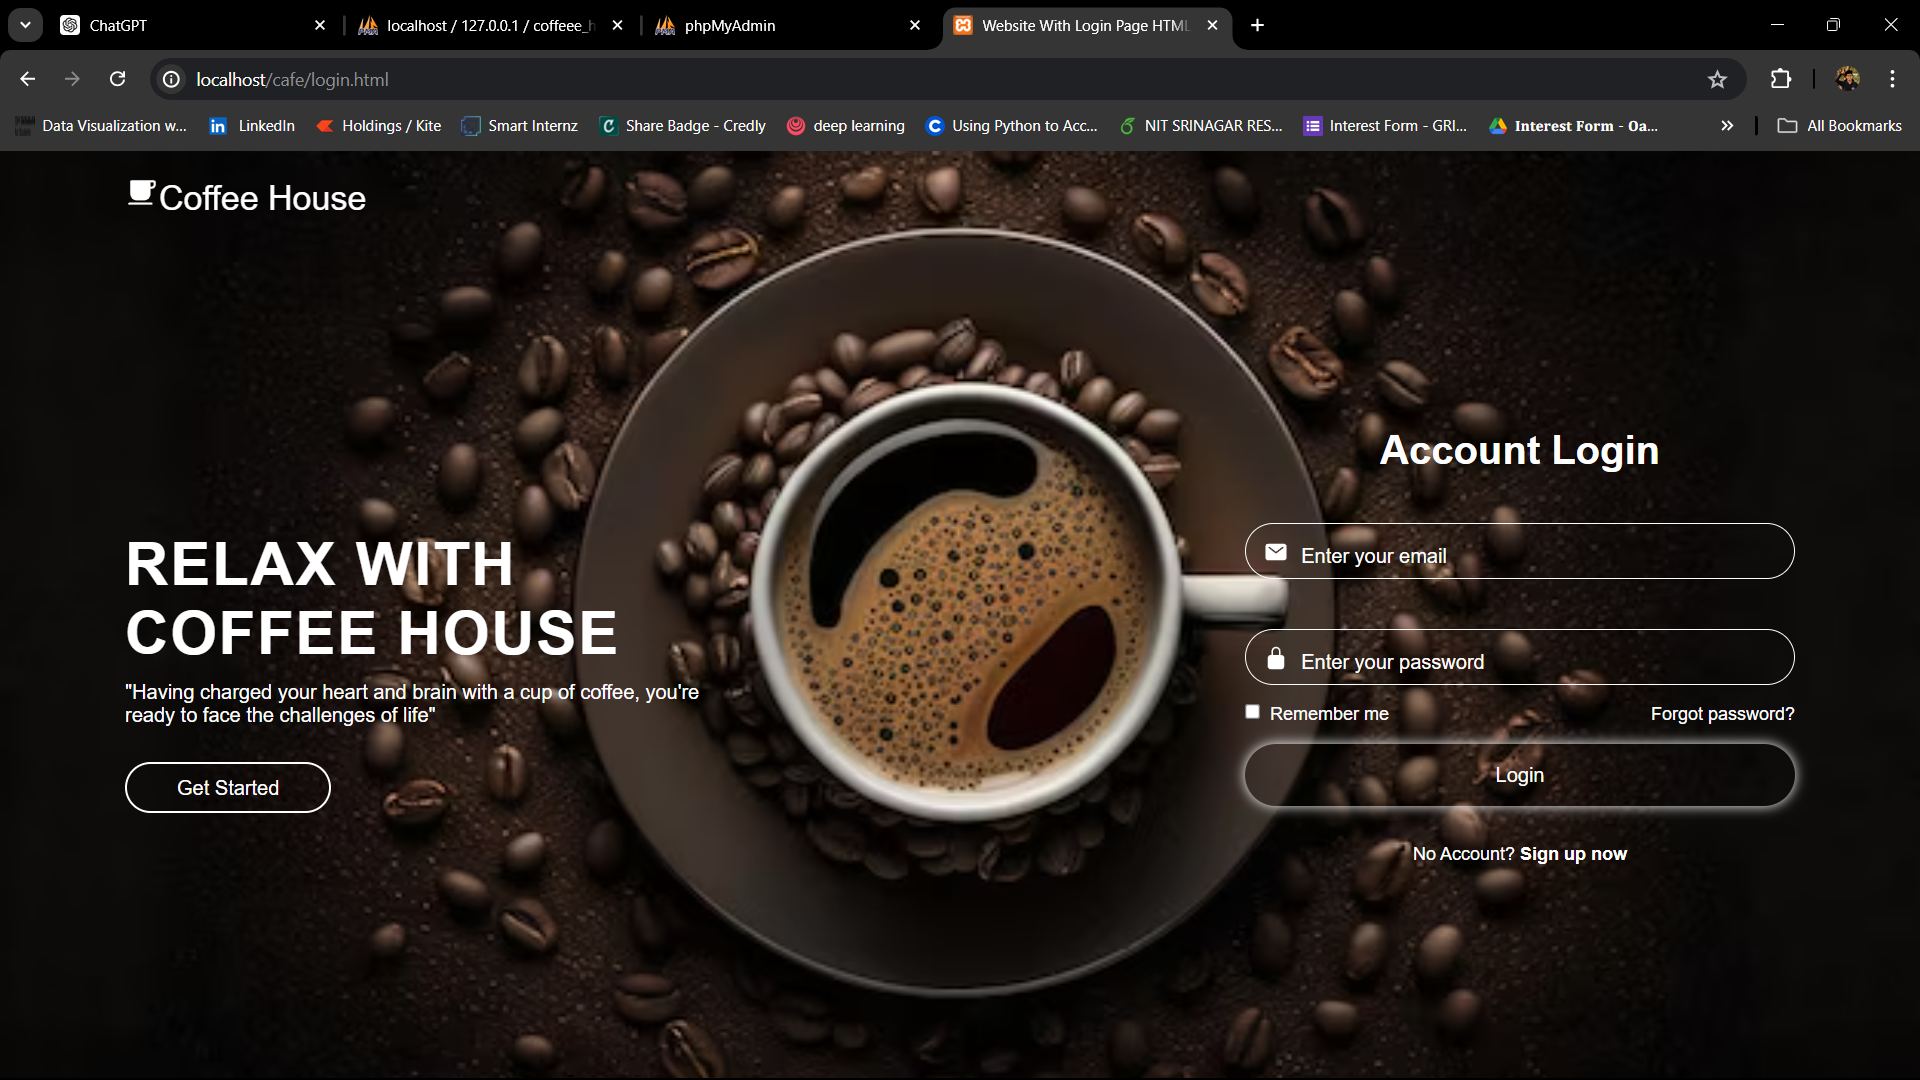 ChatGPT
localhost / 127.0.0.1 / coffeee_h
phpMyAdmin
Website With Login Page HTML
localhost/cafe/login.html
Data Visualization w...
LinkedIn
Holdings / Kite
Smart Internz
Share Badge - Credly
deep learning
Using Python to Acc...
NIT SRINAGAR RES...
Interest Form - GRI...
Interest Form - Oa...
All Bookmarks
Coffee House
RELAX WITH
COFFEE HOUSE
"Having charged your heart and brain with a cup of coffee, you're
ready to face the challenges of life"
Get Started
Account Login
Enter your email
Enter your password
Remember me
Forgot password?
Login
No Account? Sign up now